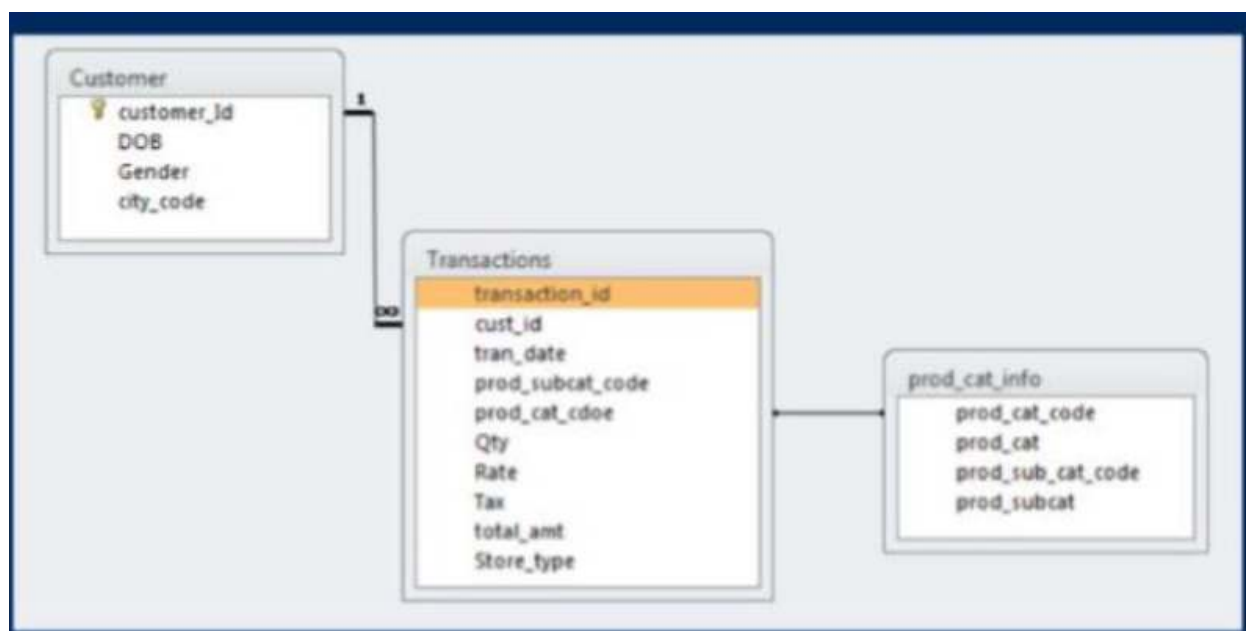 Customer
customer_Id
DOB
Gender
city_code
1
∞
Transactions
transaction_id
cust_id
tran_date
prod_subcat_code
prod_cat_cdoe
Qty
Rate
Tax
total_amt
Store_type
prod_cat_info
prod_cat_code
prod_cat
prod_sub_cat_code
prod_subcat